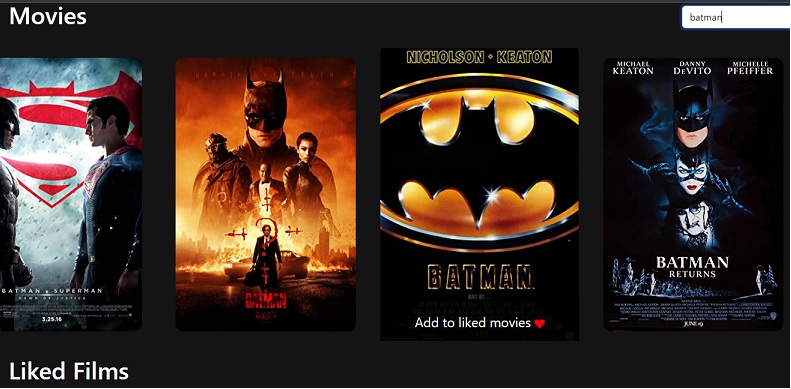 Movies
batman
NICHOLSON • KEATON
MICHAEL KEATON
DANNY DEVITO
MICHELLE PFEIFFER
BATMAN v SUPERMAN
DAWN OF JUSTICE
3.25.16
THE
BATMAN
BATMAN
BATMAN
RETURNS
JUNE 19
Add to liked movies ♥
Liked Films